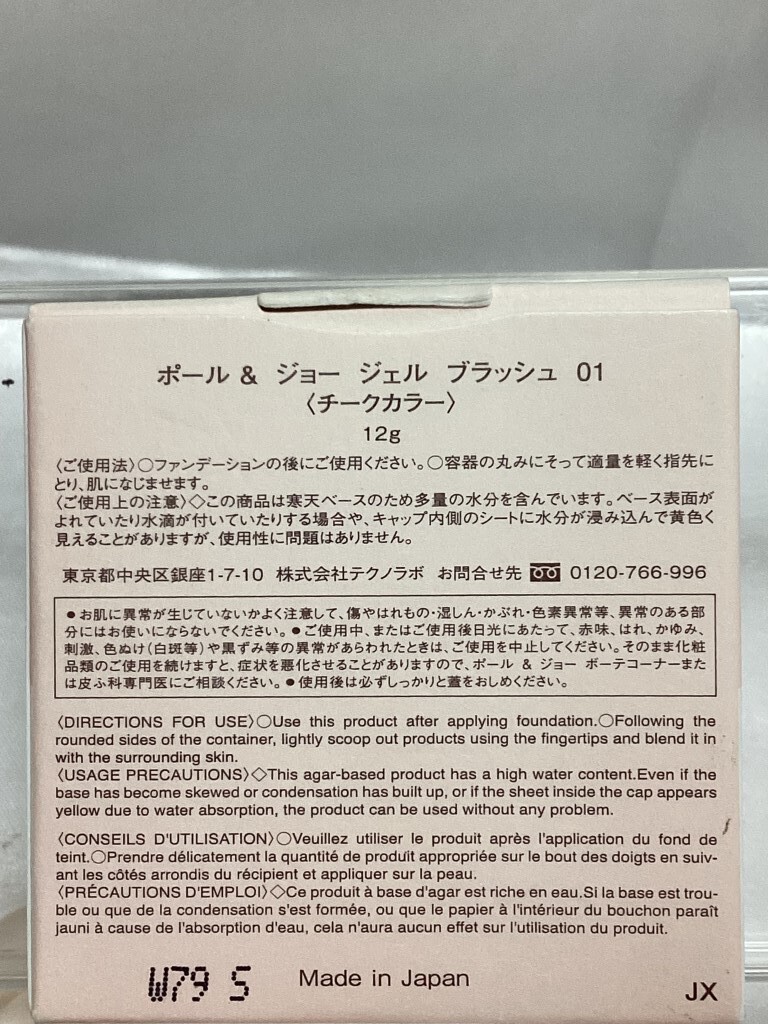 ポール & ジョー ジェル ブラッシュ 01
〈チークカラー〉
12g
〈ご使用法〉○ファンデーションの後にご使用ください。○容器の丸みにそって適量を軽く指先に
とり、肌になじませます。
〈ご使用上の注意〉◇この商品は寒天ベースのため多量の水分を含んでいます。ベース表面が
よれていたり水滴が付いていたりする場合や、キャップ内側のシートに水分が浸み込んで黄色く
見えることがありますが、使用性に問題はありません。
東京都中央区銀座1-7-10 株式会社テクノラボ お問合せ先 0120-766-996
●お肌に異常が生じていないかよく注意して、傷やはれもの・湿しん・かぶれ・色素異常等、異常のある部
分にはお使いにならないでください。●ご使用中、またはご使用後日光にあたって、赤味、はれ、かゆみ、
刺激、色ぬけ(白斑等)や黒ずみ等の異常があらわれたときは、ご使用を中止してください。そのまま化粧
品類のご使用を続けますと、症状を悪化させることがありますので、ポール & ジョー ボーテコーナーまた
は皮ふ科専門医にご相談ください。●使用後は必ずしっかりと蓋をおしめください。
〈DIRECTIONS FOR USE〉○Use this product after applying foundation.○Following the
rounded sides of the container, lightly scoop out products using the fingertips and blend it in
with the surrounding skin.
〈USAGE PRECAUTIONS〉◇This agar-based product has a high water content.Even if the
base has become skewed or condensation has built up, or if the sheet inside the cap appears
yellow due to water absorption, the product can be used without any problem.
〈CONSEILS D'UTILISATION〉○Veuillez utiliser le produit après l'application du fond de
teint.○Prendre délicatement la quantité de produit appropriée sur le bout des doigts en suiv-
ant les côtés arrondis du récipient et appliquer sur la peau.
〈PRÉCAUTIONS D'EMPLOI〉◇Ce produit à base d'agar est riche en eau.Si la base est trou-
ble ou que de la condensation s'est formée, ou que le papier à l'intérieur du bouchon paraît
jauni à cause de l'absorption d'eau, cela n'aura aucun effet sur l'utilisation du produit.
W79 S Made in Japan JX